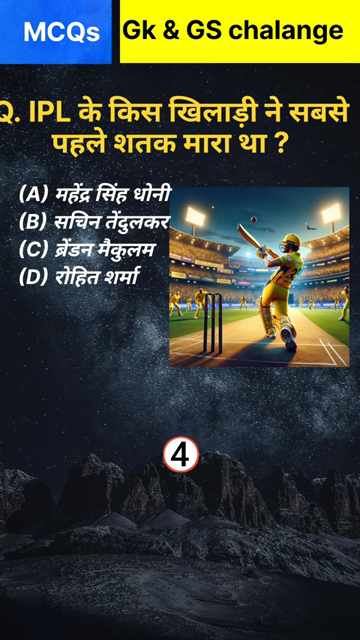 MCQs
Gk & GS chalange
Q. IPL के किस खिलाड़ी ने सबसे
पहले शतक मारा था ?
(A) महेंद्र सिंह धोनी
(B) सचिन तेंदुलकर
(C) ब्रेंडन मैकुलम
(D) रोहित शर्मा
4